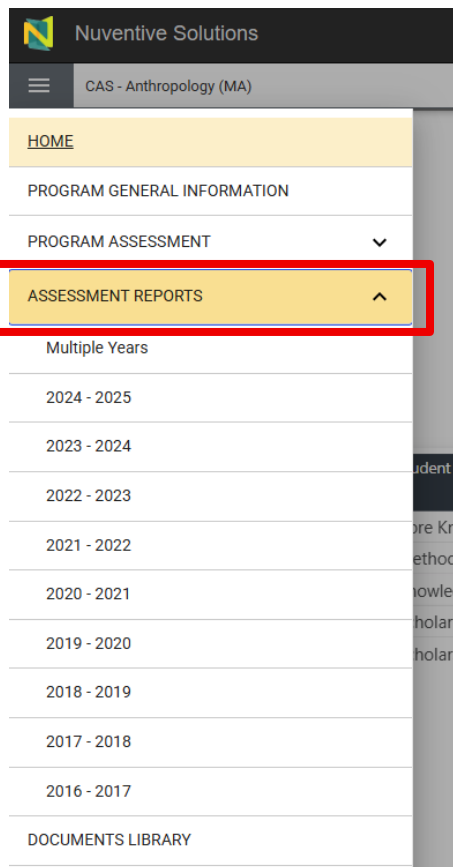 Nuventive Solutions
CAS - Anthropology (MA)
HOME
PROGRAM GENERAL INFORMATION
PROGRAM ASSESSMENT
ASSESSMENT REPORTS
Multiple Years
2024 - 2025
2023 - 2024
2022 - 2023
2021 - 2022
2020 - 2021
2019 - 2020
2018 - 2019
2017 - 2018
2016 - 2017
DOCUMENTS LIBRARY